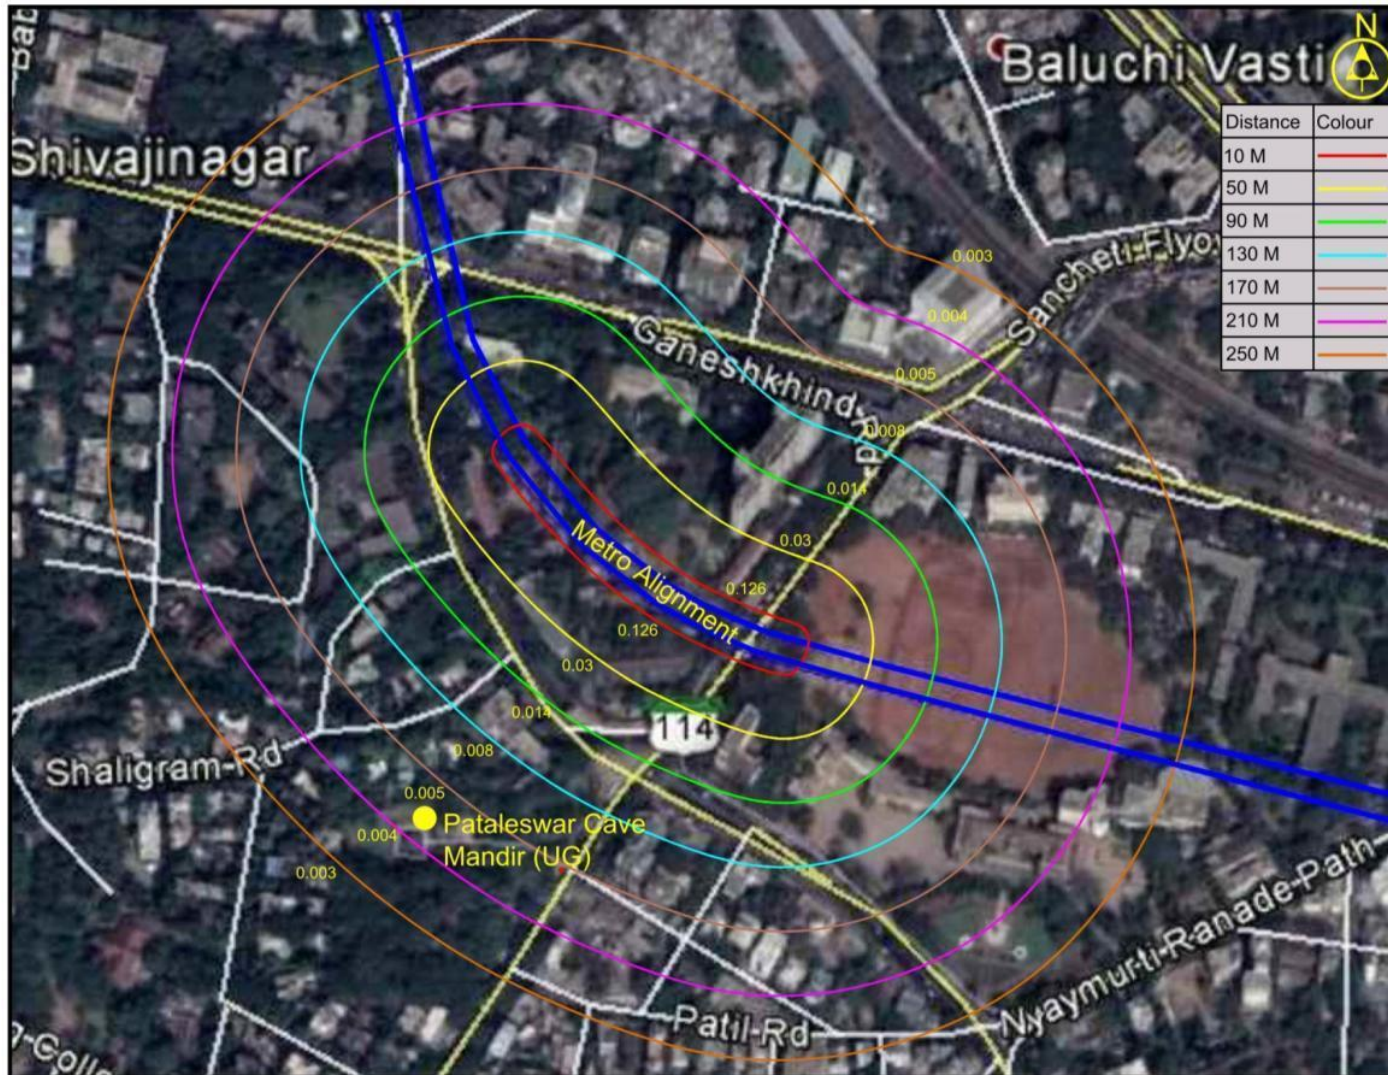 Bab
N
Baluchi Vasti
Shivajinagar
Distance Colour
10 M
50 M
90 M
130 M
170 M
210 M
250 M
Sancheti-Flyo
0.003
0.004
Ganeshkhind-Rd
0.005
0.008
0.014
0.03
Metro Alignment
0.126
0.126
0.03
0.014
114
0.008
Shaligram-Rd
0.005
Pataleswar Cave
Mandir (UG)
0.004
0.003
Nyaymurti-Ranade-Path
Patil-Rd
g-Colle